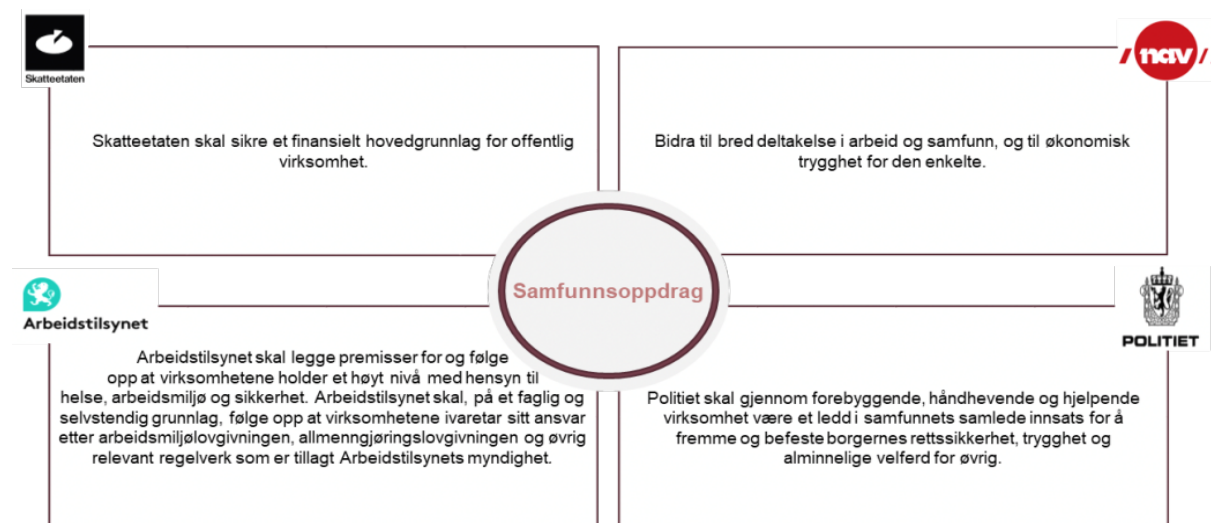 Skatteetaten
Skatteetaten skal sikre et finansielt hovedgrunnlag for offentlig
virksomhet.
nav
Bidra til bred deltakelse i arbeid og samfunn, og til økonomisk
trygghet for den enkelte.
Samfunnsoppdrag
Arbeidstilsynet
Arbeidstilsynet skal legge premisser for og følge
opp at virksomhetene holder et høyt nivå med hensyn til
helse, arbeidsmiljø og sikkerhet. Arbeidstilsynet skal, på et faglig og
selvstendig grunnlag, følge opp at virksomhetene ivaretar sitt ansvar
etter arbeidsmiljølovgivningen, allmenngjøringslovgivningen og øvrig
relevant regelverk som er tillagt Arbeidstilsynets myndighet.
POLITIET
Politiet skal gjennom forebyggende, håndhevende og hjelpende
virksomhet være et ledd i samfunnets samlede innsats for å
fremme og befeste borgernes rettssikkerhet, trygghet og
alminnelige velferd for øvrig.